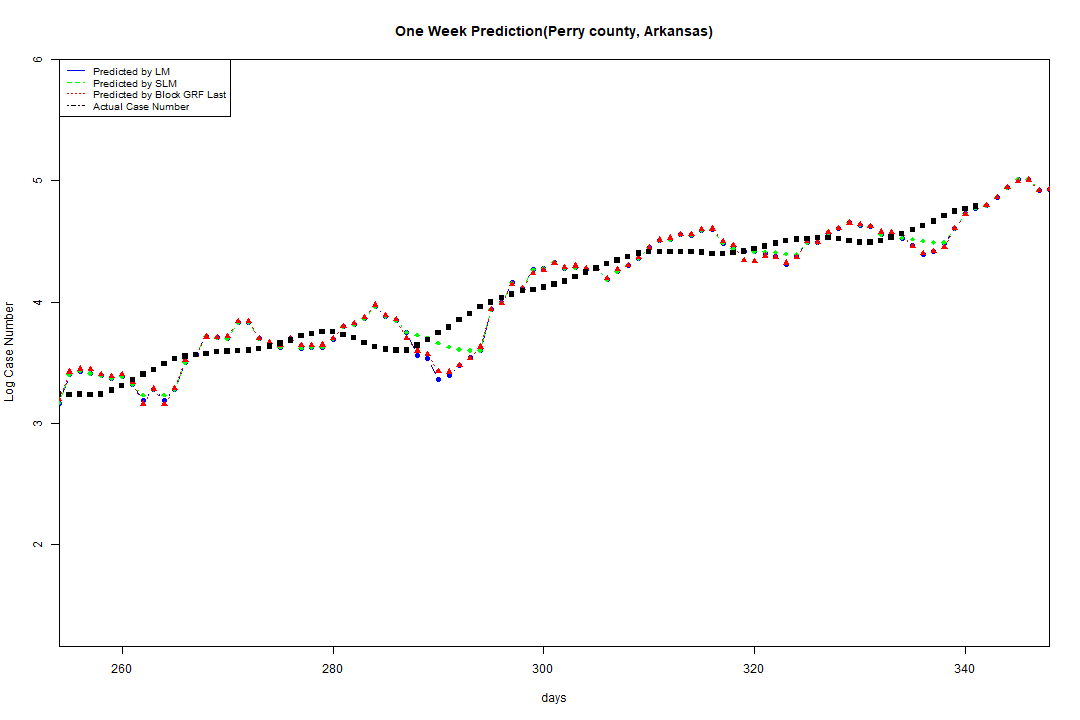 One Week Prediction(Perry county, Arkansas)
Predicted by LM
Predicted by SLM
Predicted by Block GRF Last
Actual Case Number
6
5
4
3
2
Log Case Number
260 280 300 320 340
days